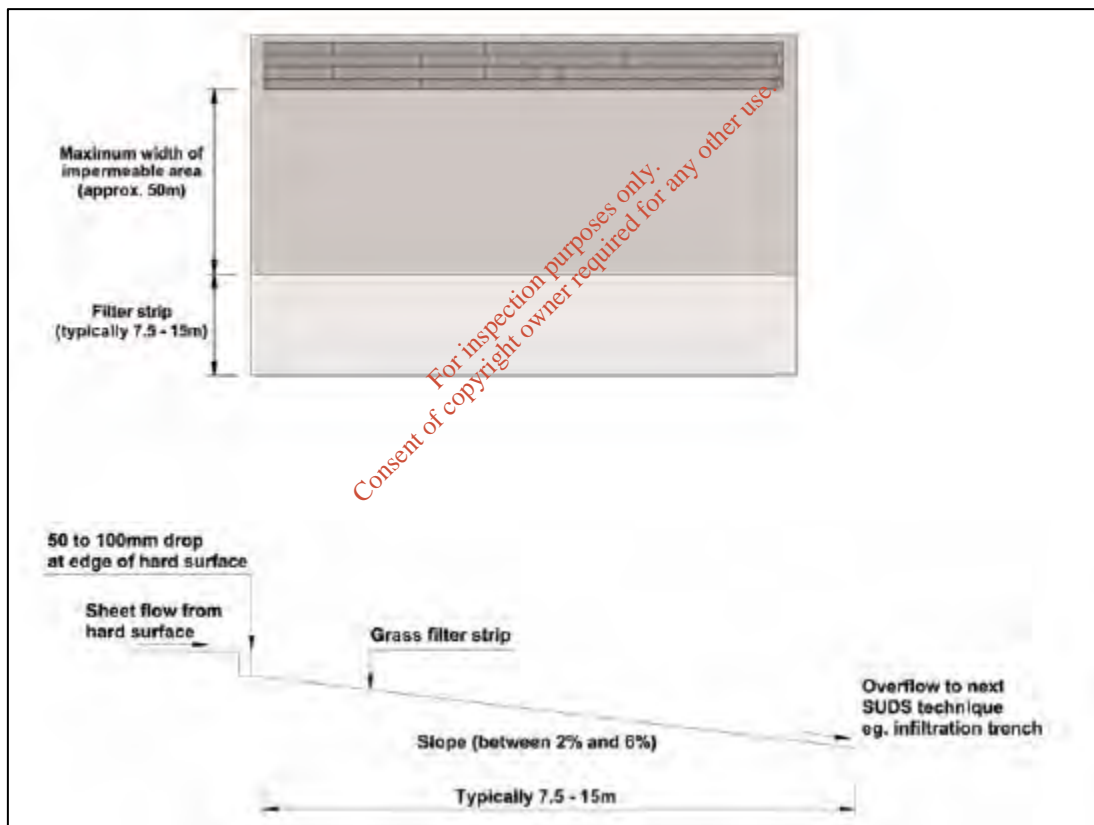 Maximum width of
impermeable area
(approx. 50m)
Filter strip
(typically 7.5 - 15m)
For inspection purposes only.
Consent of copyright owner required for any other use.
50 to 100mm drop
at edge of hard surface
Sheet flow from
hard surface
Grass filter strip
Overflow to next
SUDS technique
eg. infiltration trench
Slope (between 2% and 6%)
Typically 7.5 - 15m